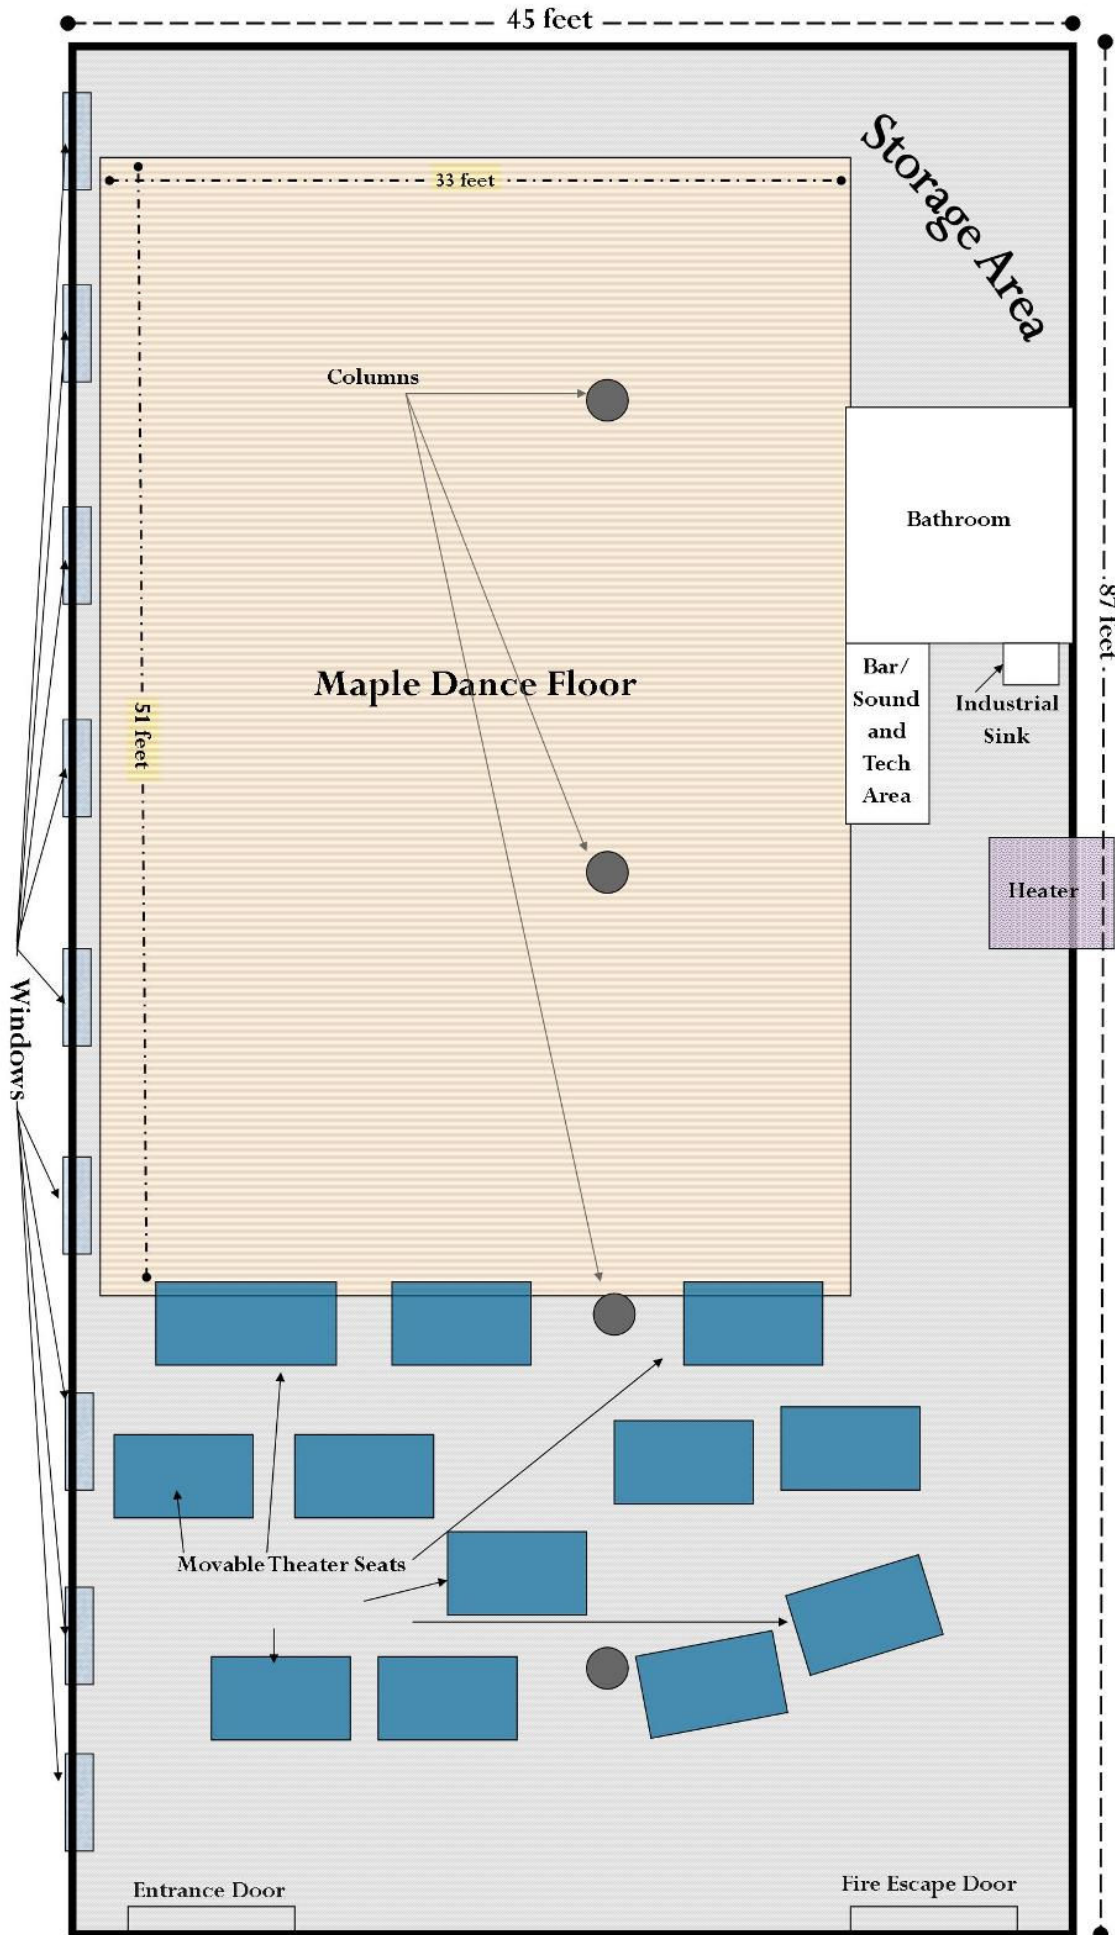 45 feet
Storage Area
33 feet
Columns
Bathroom
87 feet
Maple Dance Floor
51 feet
Bar/
Sound
and
Tech
Area
Industrial
Sink
Heater
Windows
Movable Theater Seats
Entrance Door
Fire Escape Door